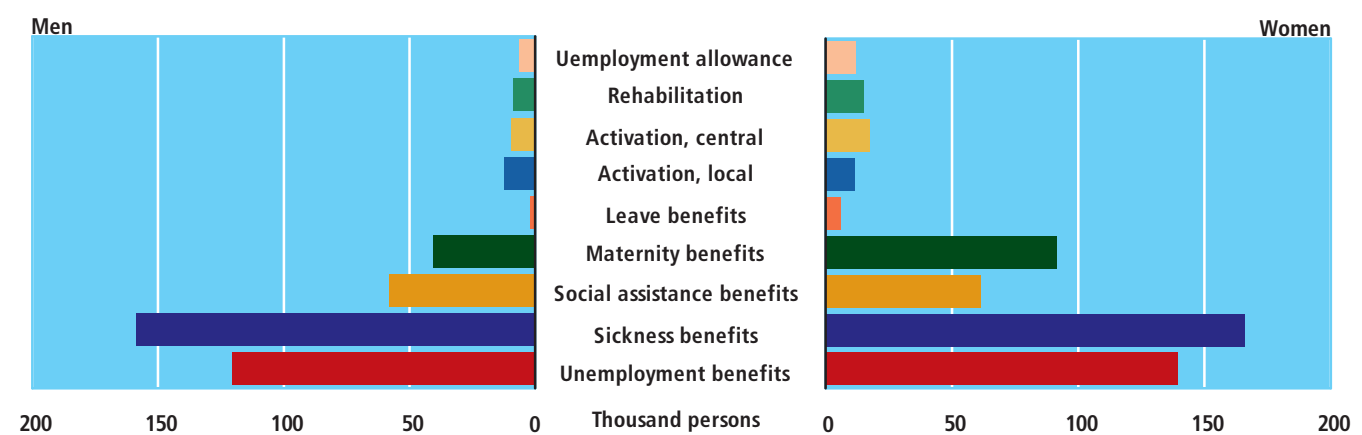 Men
Women
Uemployment allowance
Rehabilitation
Activation, central
Activation, local
Leave benefits
Maternity benefits
Social assistance benefits
Sickness benefits
Unemployment benefits
200 150 100 50 0 Thousand persons 0 50 100 150 200